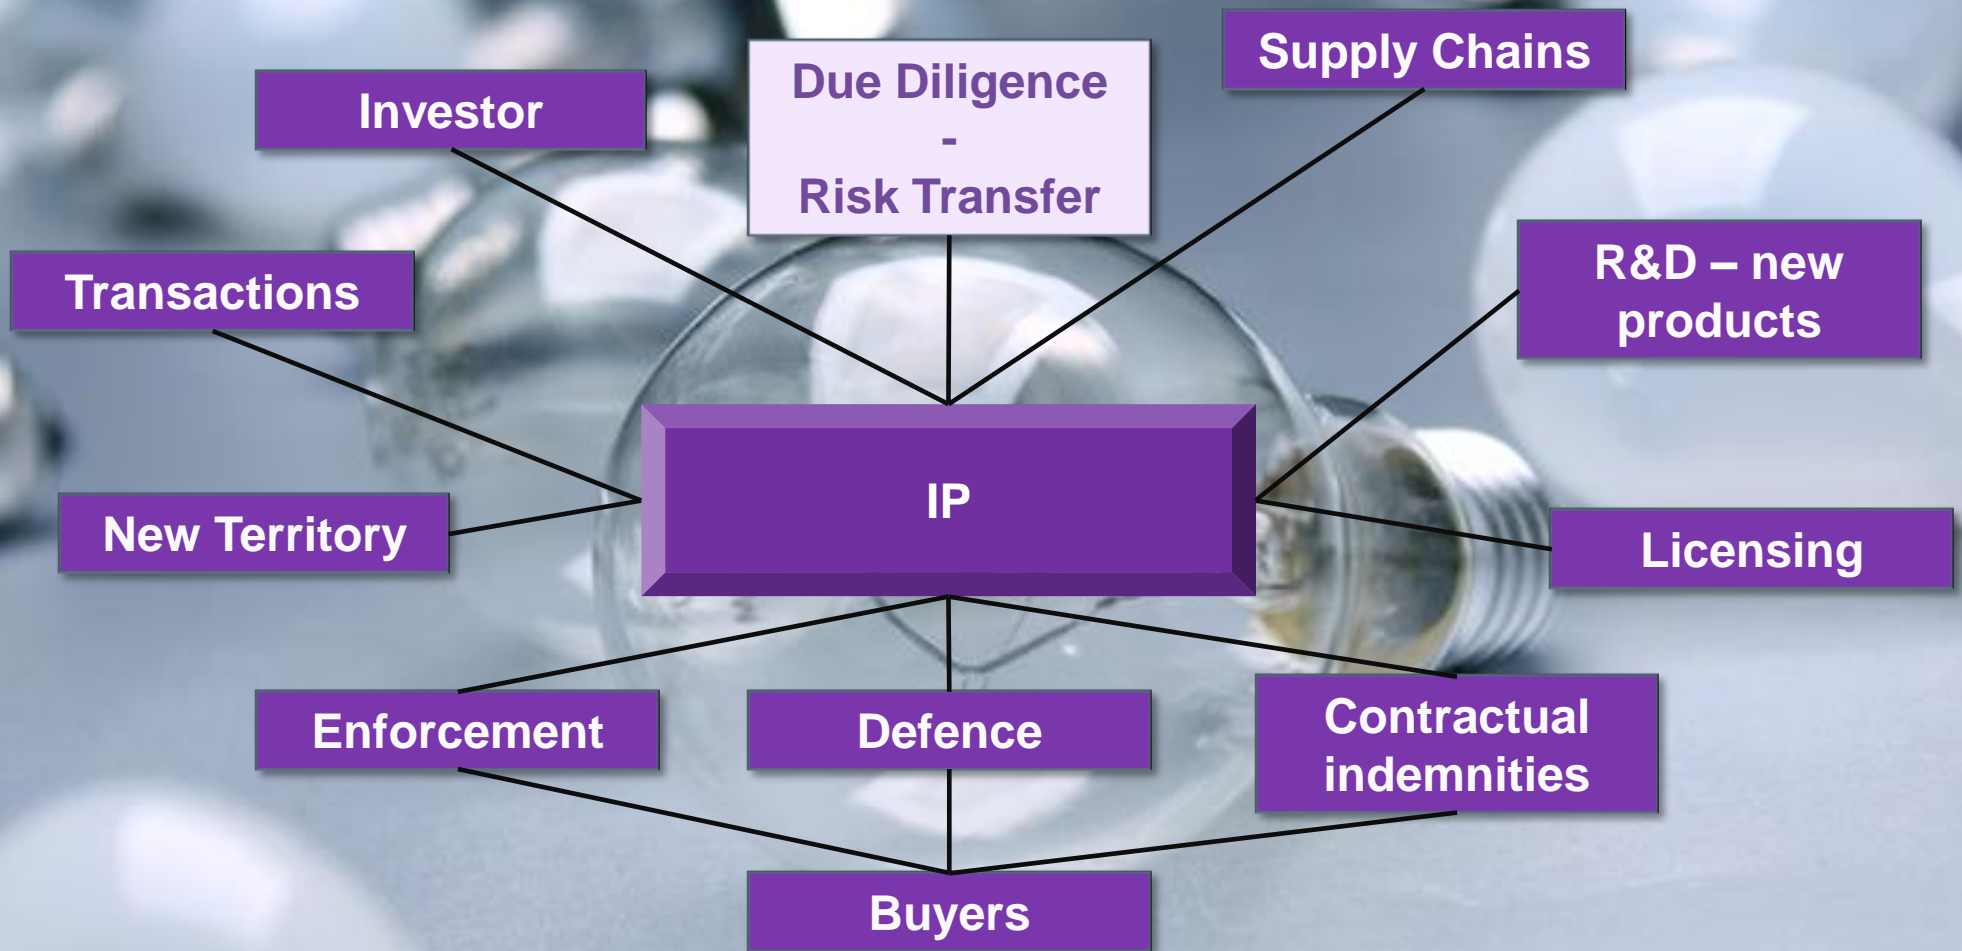 Supply Chains
Due Diligence
-
Risk Transfer
Investor
Transactions
R&D – new
products
IP
New Territory
Licensing
Enforcement
Defence
Contractual
indemnities
Buyers